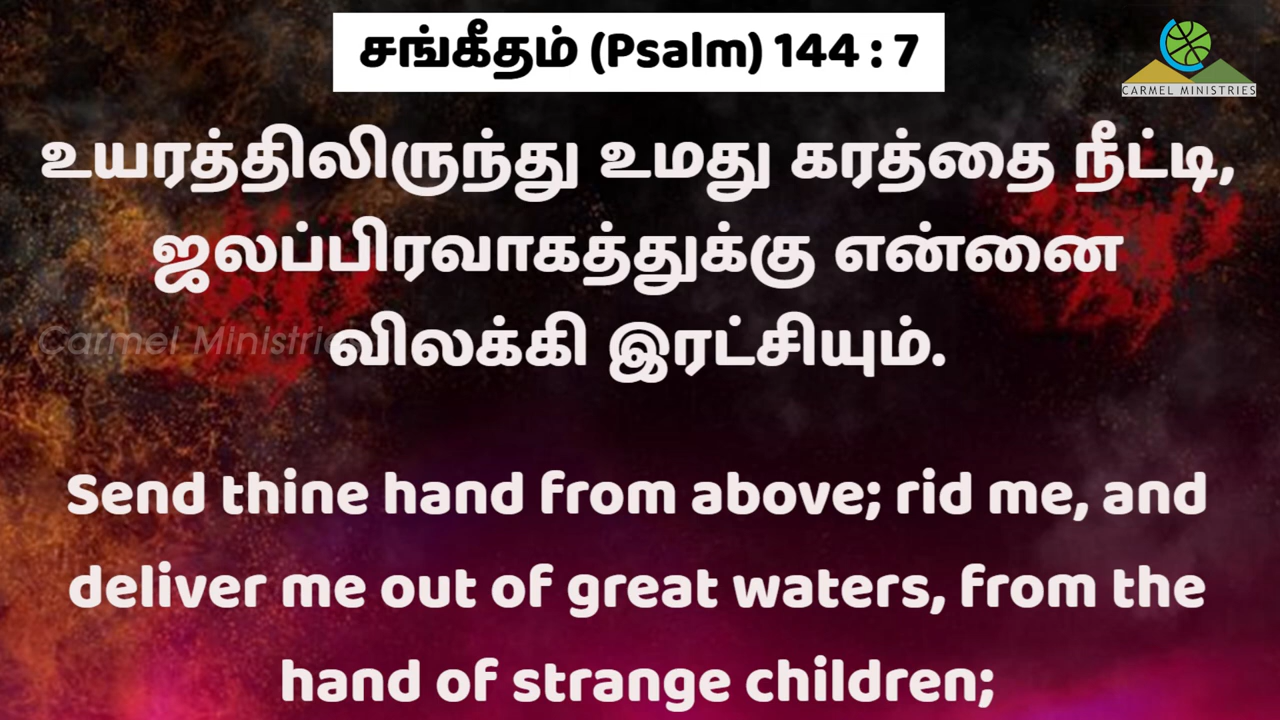 சங்கீதம் (Psalm) 144 : 7
CARMEL MINISTRIES
உயரத்திலிருந்து உமது கரத்தை நீட்டி,
ஜலப்பிரவாகத்துக்கு என்னை
Carmel Ministries
விலக்கி இரட்சியும்.
Send thine hand from above; rid me, and
deliver me out of great waters, from the
hand of strange children;